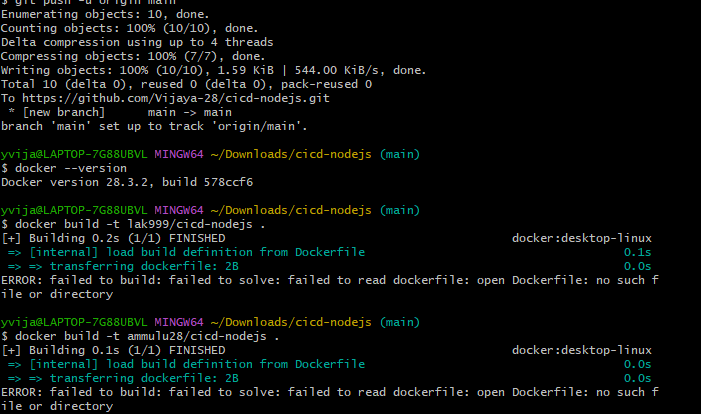 $ git push -u origin main
Enumerating objects: 10, done.
Counting objects: 100% (10/10), done.
Delta compression using up to 4 threads
Compressing objects: 100% (7/7), done.
Writing objects: 100% (10/10), 1.59 KiB | 544.00 KiB/s, done.
Total 10 (delta 0), reused 0 (delta 0), pack-reused 0
To https://github.com/Vijaya-28/cicd-nodejs.git
 * [new branch]      main -> main
branch 'main' set up to track 'origin/main'.
yvija@LAPTOP-7G88UBVL MINGW64 ~/Downloads/cicd-nodejs (main)
$ docker --version
Docker version 28.3.2, build 578ccf6
yvija@LAPTOP-7G88UBVL MINGW64 ~/Downloads/cicd-nodejs (main)
$ docker build -t lak999/cicd-nodejs .
[+] Building 0.2s (1/1) FINISHED                                docker:desktop-linux
 => [internal] load build definition from Dockerfile                            0.1s
 => => transferring dockerfile: 2B                                              0.0s
ERROR: failed to build: failed to solve: failed to read dockerfile: open Dockerfile: no such f
ile or directory
yvija@LAPTOP-7G88UBVL MINGW64 ~/Downloads/cicd-nodejs (main)
$ docker build -t ammulu28/cicd-nodejs .
[+] Building 0.1s (1/1) FINISHED                                docker:desktop-linux
 => [internal] load build definition from Dockerfile                            0.0s
 => => transferring dockerfile: 2B                                              0.0s
ERROR: failed to build: failed to solve: failed to read dockerfile: open Dockerfile: no such f
ile or directory